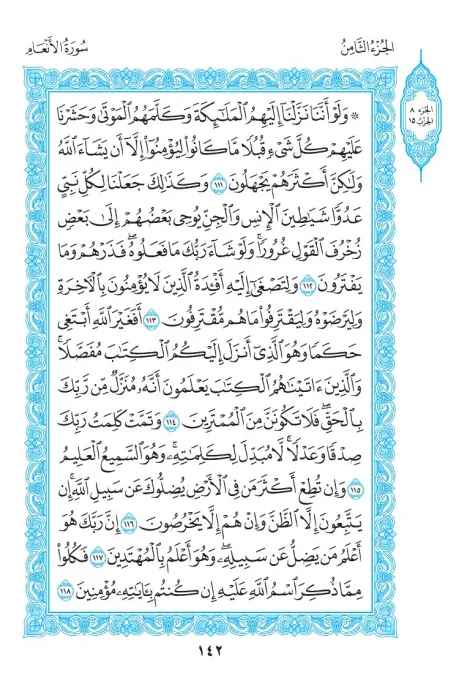 الجُزْءُ الثَّامِنُ
سُورَةُ الأَنْعَامِ
الجزء ٨
الحزب ١٥
۞ وَلَوْ أَنَّنَا نَزَّلْنَآ إِلَيْهِمُ ٱلْمَلَٰٓئِكَةَ وَكَلَّمَهُمُ ٱلْمَوْتَىٰ وَحَشَرْنَا
عَلَيْهِمْ كُلَّ شَىْءٍ قُبُلًا مَّا كَانُوا۟ لِيُؤْمِنُوٓا۟ إِلَّآ أَن يَشَآءَ ٱللَّهُ
وَلَٰكِنَّ أَكْثَرَهُمْ يَجْهَلُونَ ١١١ وَكَذَٰلِكَ جَعَلْنَا لِكُلِّ نَبِىٍّ
عَدُوًّا شَيَٰطِينَ ٱلْإِنسِ وَٱلْجِنِّ يُوحِى بَعْضُهُمْ إِلَىٰ بَعْضٍ
زُخْرُفَ ٱلْقَوْلِ غُرُورًا ۚ وَلَوْ شَآءَ رَبُّكَ مَا فَعَلُوهُ ۖ فَذَرْهُمْ وَمَا
يَفْتَرُونَ ١١٢ وَلِتَصْغَىٰٓ إِلَيْهِ أَفْـِٔدَةُ ٱلَّذِينَ لَا يُؤْمِنُونَ بِٱلْءَاخِرَةِ
وَلِيَرْضَوْهُ وَلِيَقْتَرِفُوا۟ مَا هُم مُّقْتَرِفُونَ ١١٣ أَفَغَيْرَ ٱللَّهِ أَبْتَغِى
حَكَمًا وَهُوَ ٱلَّذِىٓ أَنزَلَ إِلَيْكُمُ ٱلْكِتَٰبَ مُفَصَّلًا ۚ
وَٱلَّذِينَ ءَاتَيْنَٰهُمُ ٱلْكِتَٰبَ يَعْلَمُونَ أَنَّهُۥ مُنَزَّلٌ مِّن رَّبِّكَ
بِٱلْحَقِّ ۖ فَلَا تَكُونَنَّ مِنَ ٱلْمُمْتَرِينَ ١١٤ وَتَمَّتْ كَلِمَتُ رَبِّكَ
صِدْقًا وَعَدْلًا ۚ لَّا مُبَدِّلَ لِكَلِمَٰتِهِۦ ۚ وَهُوَ ٱلسَّمِيعُ ٱلْعَلِيمُ
١١٥ وَإِن تُطِعْ أَكْثَرَ مَن فِى ٱلْأَرْضِ يُضِلُّوكَ عَن سَبِيلِ ٱللَّهِ ۚ إِن
يَتَّبِعُونَ إِلَّا ٱلظَّنَّ وَإِنْ هُمْ إِلَّا يَخْرُصُونَ ١١٦ إِنَّ رَبَّكَ هُوَ
أَعْلَمُ مَن يَضِلُّ عَن سَبِيلِهِۦ ۖ وَهُوَ أَعْلَمُ بِٱلْمُهْتَدِينَ ١١٧ فَكُلُوا۟
مِمَّا ذُكِرَ ٱسْمُ ٱللَّهِ عَلَيْهِ إِن كُنتُم بِـَٔايَٰتِهِۦ مُؤْمِنِينَ ١١٨
١٤٢